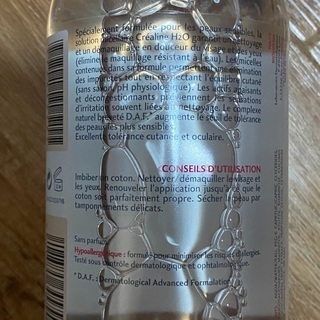 Spécialement formulée pour les peaux sensibles, la
solution micellaire Créaline H2O garantit le nettoyage
et un démaquillage en douceur du visage et des yeux
(élimine le maquillage résistant à l'eau). Les micelles
contenues dans sa formule permettent une élimination
des impuretés tout en respectant l'équilibre cutané
(sans savon, pH physiologique). Les actifs apaisants
et décongestionnants préviennent les sensations
d'irritation souvent liées au nettoyage. Le complexe
naturel breveté D.A.F.* augmente le seuil de tolérance
des peaux les plus sensibles.
Excellente tolérance cutanée et oculaire.
CONSEILS D'UTILISATION
Imbiber un coton. Nettoyer/démaquiller le visage et
les yeux. Renouveler l'application jusqu'à ce que le
coton soit parfaitement propre. Sécher la peau par
tamponnements délicats.
Sans parfum
Hypoallergénique : formulé pour minimiser les risques d'allergies
Testé sous contrôle dermatologique et ophtalmologique.
* D.A.F. : Dermatological Advanced Formulation